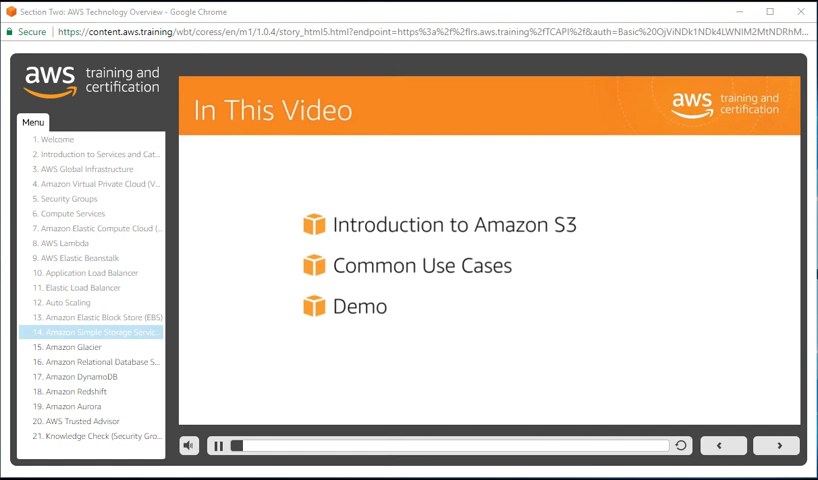 Section Two: AWS Technology Overview - Google Chrome
Secure https://content.aws.training/wbt/coress/en/m1/1.0.4/story_html5.html?endpoint=https%3a%2f%2flrs.aws.training%2fTCAPI%2f&auth=Basic%20OjViNDk1NDk4LWNlM2MtNDRhM...
aws training and
certification
In This Video
aws training and
certification
Menu
1. Welcome
2. Introduction to Services and Cat...
3. AWS Global Infrastructure
4. Amazon Virtual Private Cloud (V...
5. Security Groups
6. Compute Services
7. Amazon Elastic Compute Cloud (...
8. AWS Lambda
9. AWS Elastic Beanstalk
10. Application Load Balancer
11. Elastic Load Balancer
12. Auto Scaling
13. Amazon Elastic Block Store (EBS)
14. Amazon Simple Storage Servic...
15. Amazon Glacier
16. Amazon Relational Database S...
17. Amazon DynamoDB
18. Amazon Redshift
19. Amazon Aurora
20. AWS Trusted Advisor
21. Knowledge Check (Security Gro...
Introduction to Amazon S3
Common Use Cases
Demo